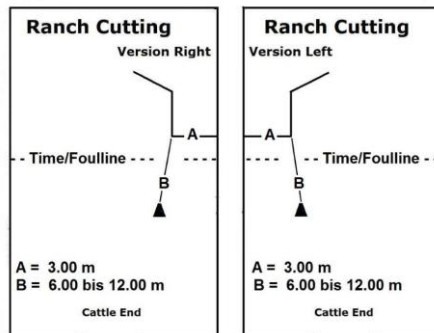 Ranch Cutting
Version Right
A
Time/Foulline
B
A = 3.00 m
B = 6.00 bis 12.00 m
Cattle End
Ranch Cutting
Version Left
A
Time/Foulline
B
A = 3.00 m
B = 6.00 bis 12.00 m
Cattle End